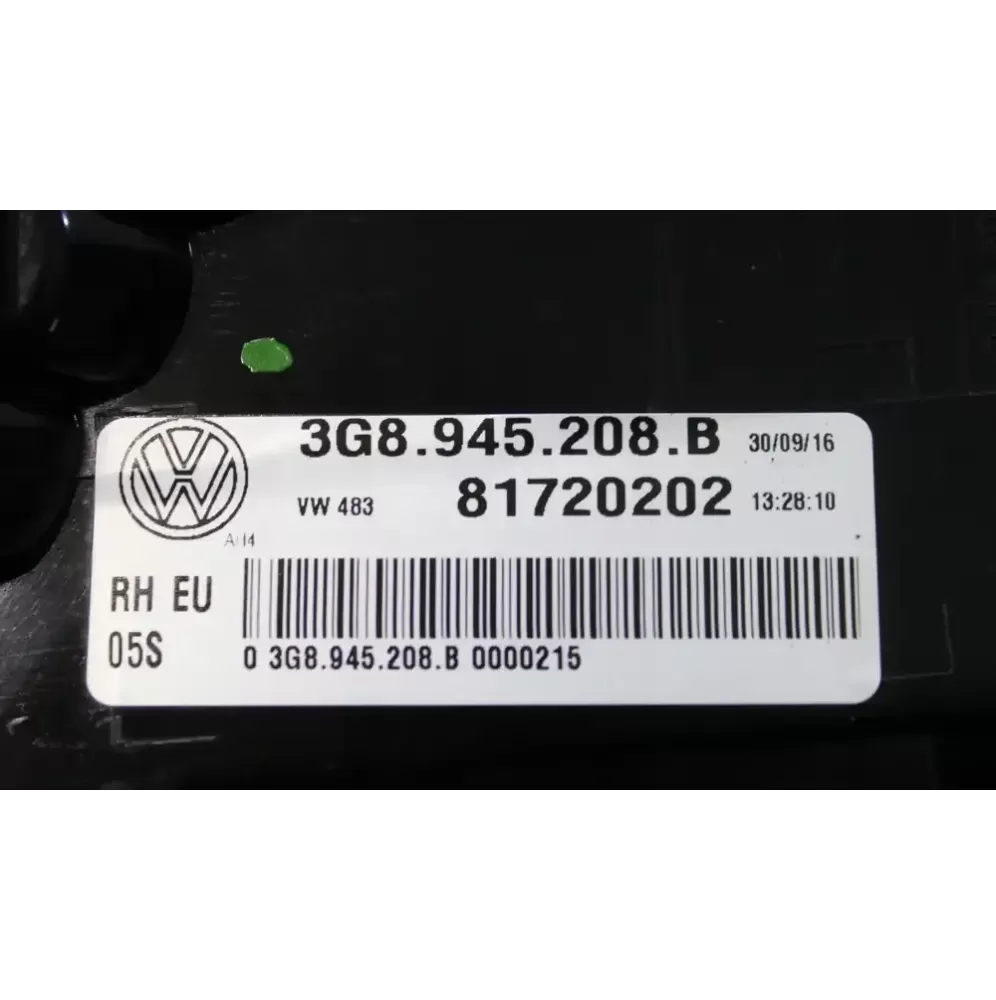 3G8.945.208.B 30/09/16
VW 483 81720202 13:28:10
RH EU
05S
0 3G8.945.208.B 0000215